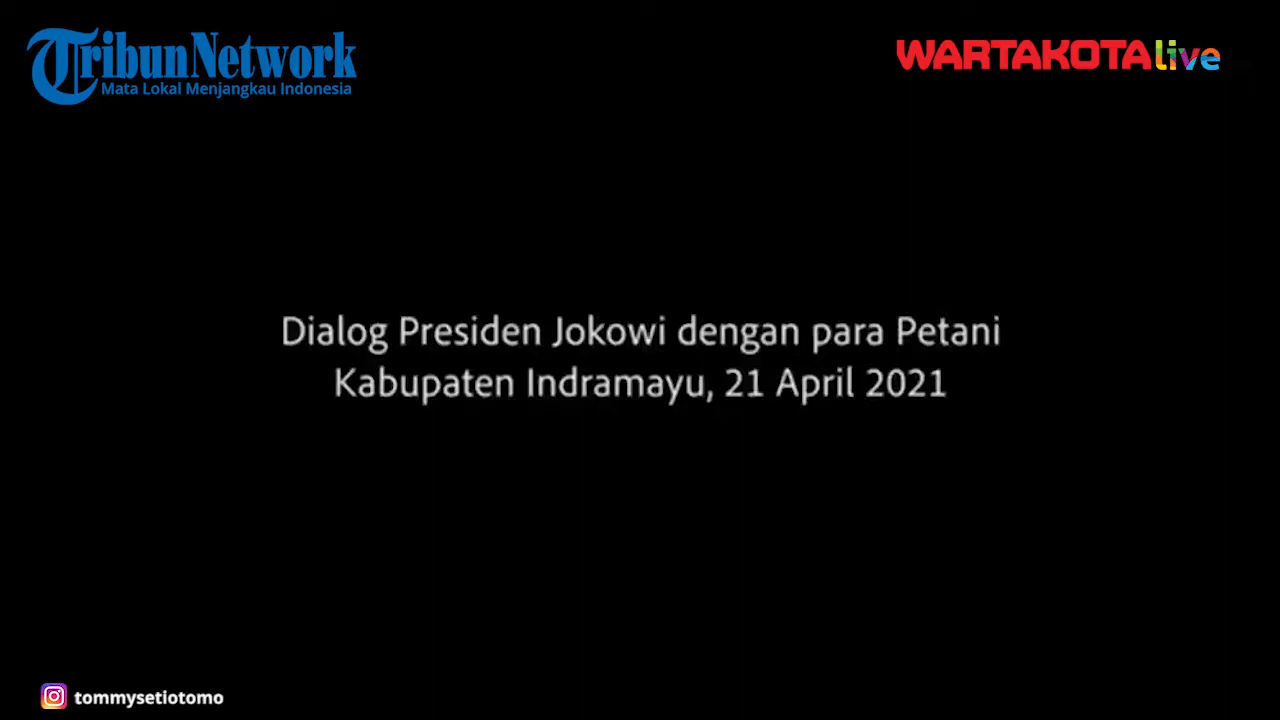 TribunNetwork
Mata Lokal Menjangkau Indonesia
WARTAKOTAlive
Dialog Presiden Jokowi dengan para Petani
Kabupaten Indramayu, 21 April 2021
tommysetiotomo